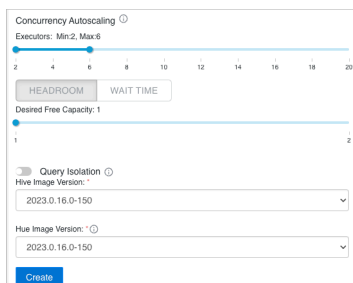 Concurrency Autoscaling
Executors: Min:2, Max:6
2 4 6 8 10 12 14 16 18 20
HEADROOM WAIT TIME
Desired Free Capacity: 1
1 2
Query Isolation
Hive Image Version: *
2023.0.16.0-150
Hue Image Version: *
2023.0.16.0-150
Create